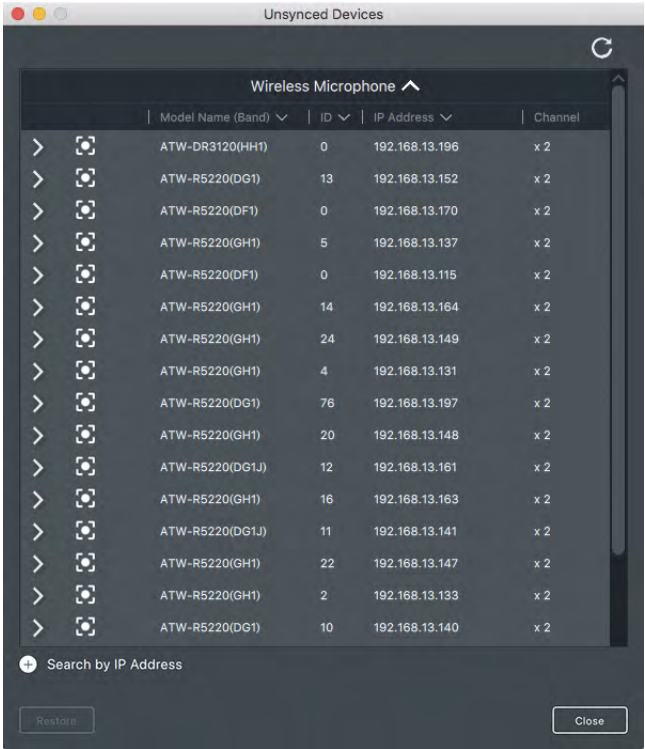 Unsynced Devices
Wireless Microphone
Model Name (Band) ID IP Address Channel
ATW-DR3120(HH1) 0 192.168.13.196 x 2
ATW-R5220(DG1) 13 192.168.13.152 x 2
ATW-R5220(DF1) 0 192.168.13.170 x 2
ATW-R5220(GH1) 5 192.168.13.137 x 2
ATW-R5220(DF1) 0 192.168.13.115 x 2
ATW-R5220(GH1) 14 192.168.13.164 x 2
ATW-R5220(GH1) 24 192.168.13.149 x 2
ATW-R5220(GH1) 4 192.168.13.131 x 2
ATW-R5220(DG1) 76 192.168.13.197 x 2
ATW-R5220(GH1) 20 192.168.13.148 x 2
ATW-R5220(DG1J) 12 192.168.13.161 x 2
ATW-R5220(GH1) 16 192.168.13.163 x 2
ATW-R5220(DG1J) 11 192.168.13.141 x 2
ATW-R5220(GH1) 22 192.168.13.147 x 2
ATW-R5220(GH1) 2 192.168.13.133 x 2
ATW-R5220(DG1) 10 192.168.13.140 x 2
Search by IP Address
Restore Close